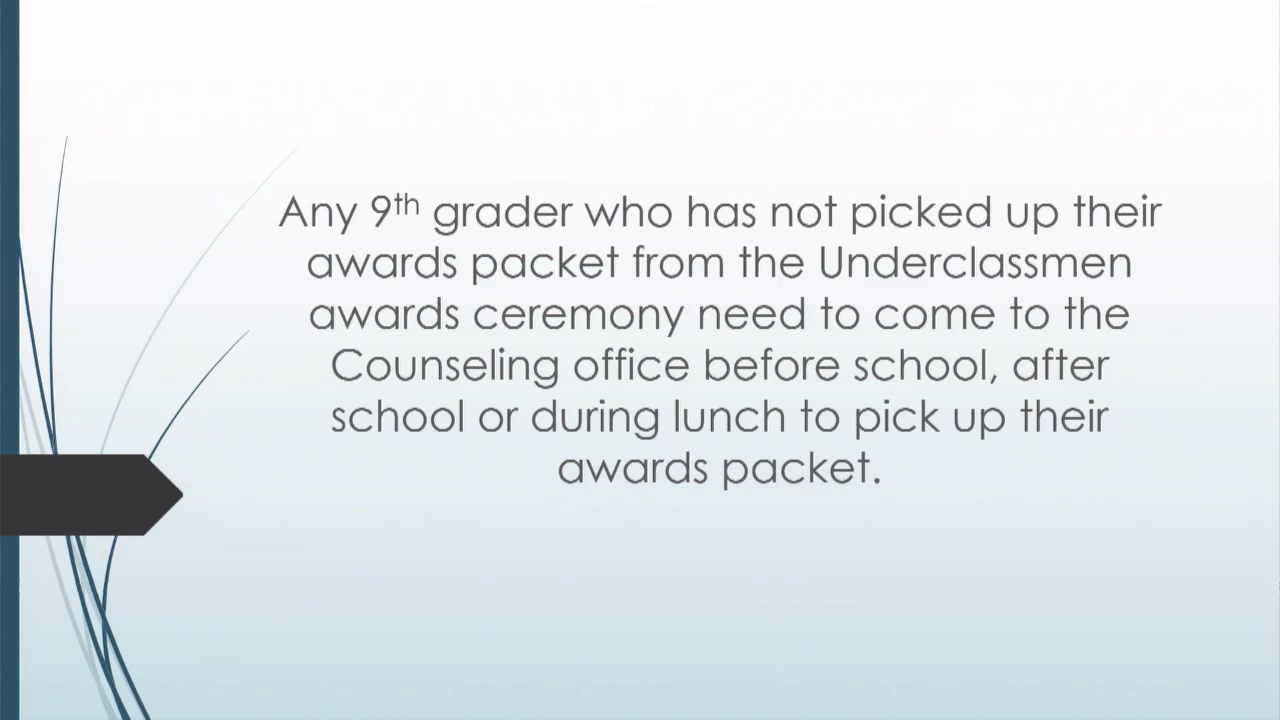 Any 9th grader who has not picked up their
awards packet from the Underclassmen
awards ceremony need to come to the
Counseling office before school, after
school or during lunch to pick up their
awards packet.